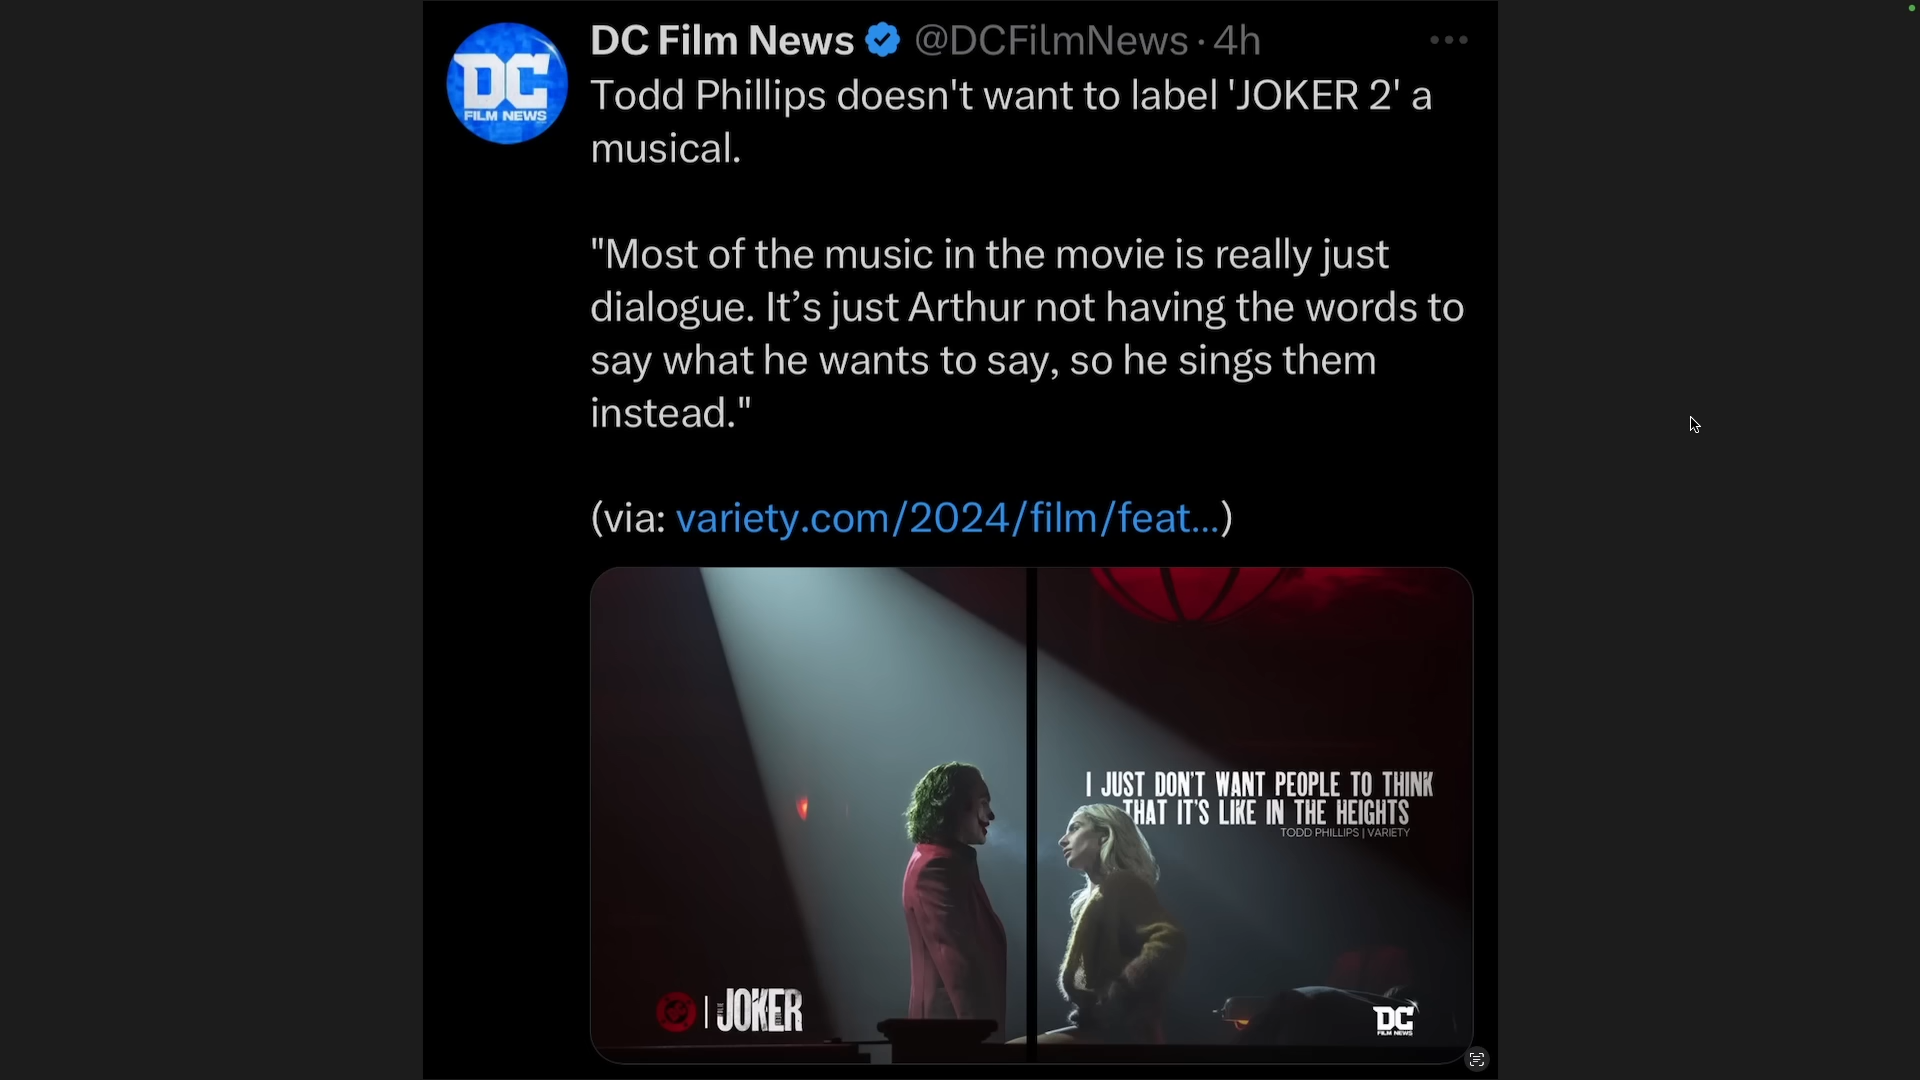 DC Film News @DCFilmNews · 4h
Todd Phillips doesn't want to label 'JOKER 2' a
musical.
"Most of the music in the movie is really just
dialogue. It’s just Arthur not having the words to
say what he wants to say, so he sings them
instead."
(via: variety.com/2024/film/feat...)
DC
FILM NEWS
I JUST DON'T WANT PEOPLE TO THINK
THAT IT'S LIKE IN THE HEIGHTS
TODD PHILLIPS | VARIETY
JOKER
DC
FILM NEWS